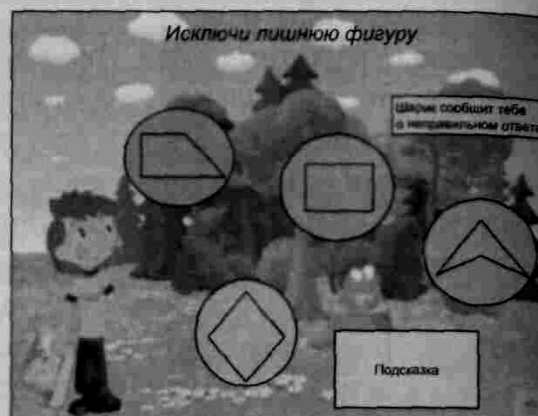 Исключи лишнюю фигуру
Шарик сообщит тебе
о неправильном ответе
Подсказка